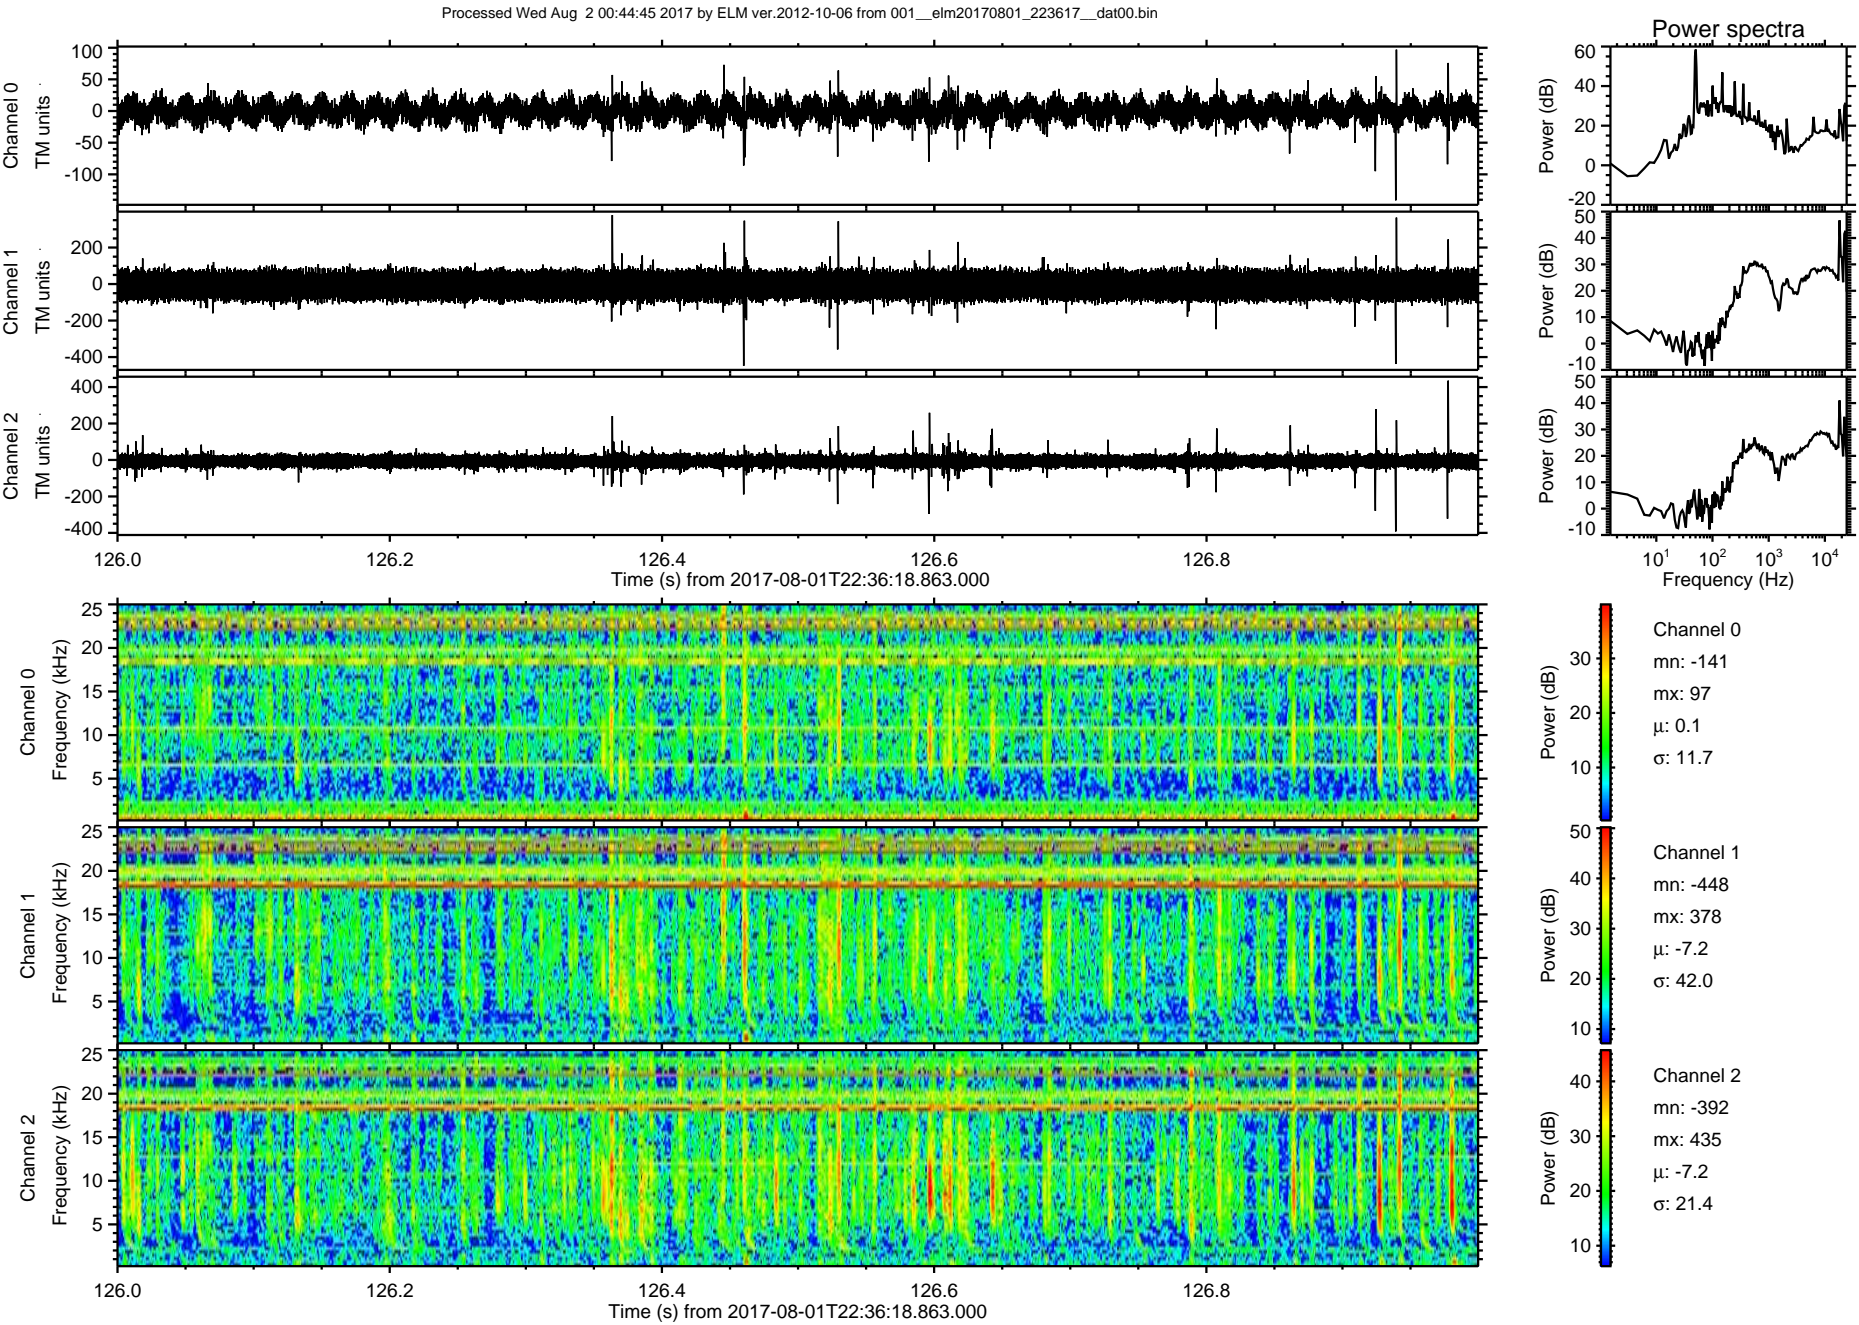 Processed Wed Aug  2 00:44:45 2017 by ELM ver.2012-10-06 from 001__elm20170801_223617__dat00.bin
Power spectra
Channel 0
TM units
100
50
0
-50
-100
Power (dB)
60
40
20
0
-20
Channel 1
TM units
200
0
-200
-400
Power (dB)
50
40
30
20
10
0
-10
Channel 2
TM units
400
200
0
-200
-400
Power (dB)
50
40
30
20
10
0
-10
126.0 126.2 126.4 126.6 126.8
Time (s) from 2017-08-01T22:36:18.863.000
10^1 10^2 10^3 10^4
Frequency (Hz)
Channel 0
Frequency (kHz)
25
20
15
10
5
Power (dB)
30
20
10
Channel 0
mn: -141
mx: 97
μ: 0.1
σ: 11.7
Channel 1
Frequency (kHz)
25
20
15
10
5
Power (dB)
50
40
30
20
10
Channel 1
mn: -448
mx: 378
μ: -7.2
σ: 42.0
Channel 2
Frequency (kHz)
25
20
15
10
5
Power (dB)
40
30
20
10
Channel 2
mn: -392
mx: 435
μ: -7.2
σ: 21.4
126.0 126.2 126.4 126.6 126.8
Time (s) from 2017-08-01T22:36:18.863.000